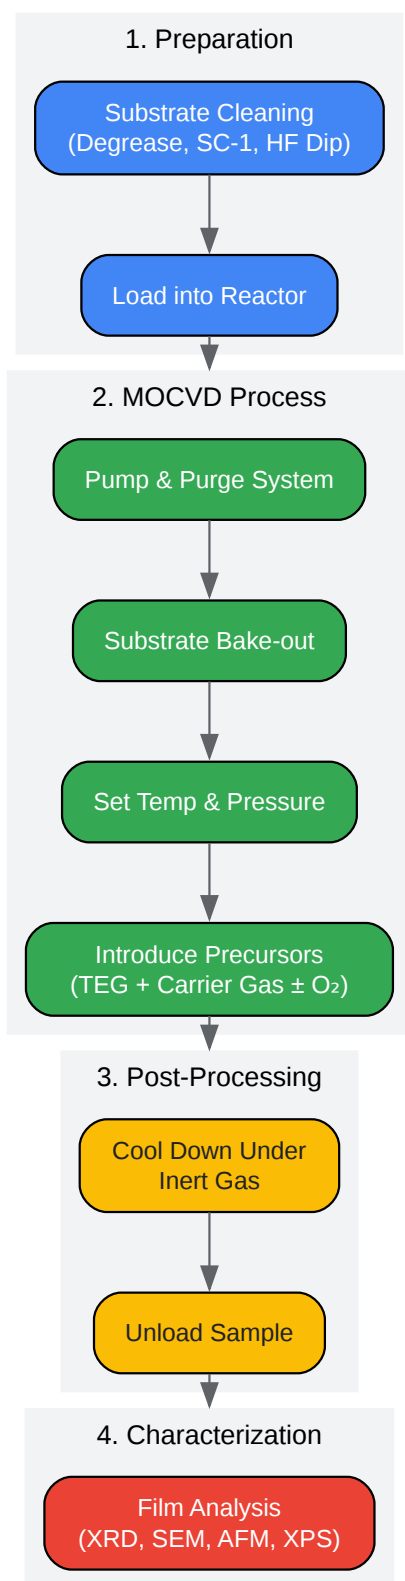 1. Preparation
Substrate Cleaning
(Degrease, SC-1, HF Dip)
Load into Reactor
2. MOCVD Process
Pump & Purge System
Substrate Bake-out
Set Temp & Pressure
Introduce Precursors
(TEG + Carrier Gas ± O₂)
3. Post-Processing
Cool Down Under
Inert Gas
Unload Sample
4. Characterization
Film Analysis
(XRD, SEM, AFM, XPS)